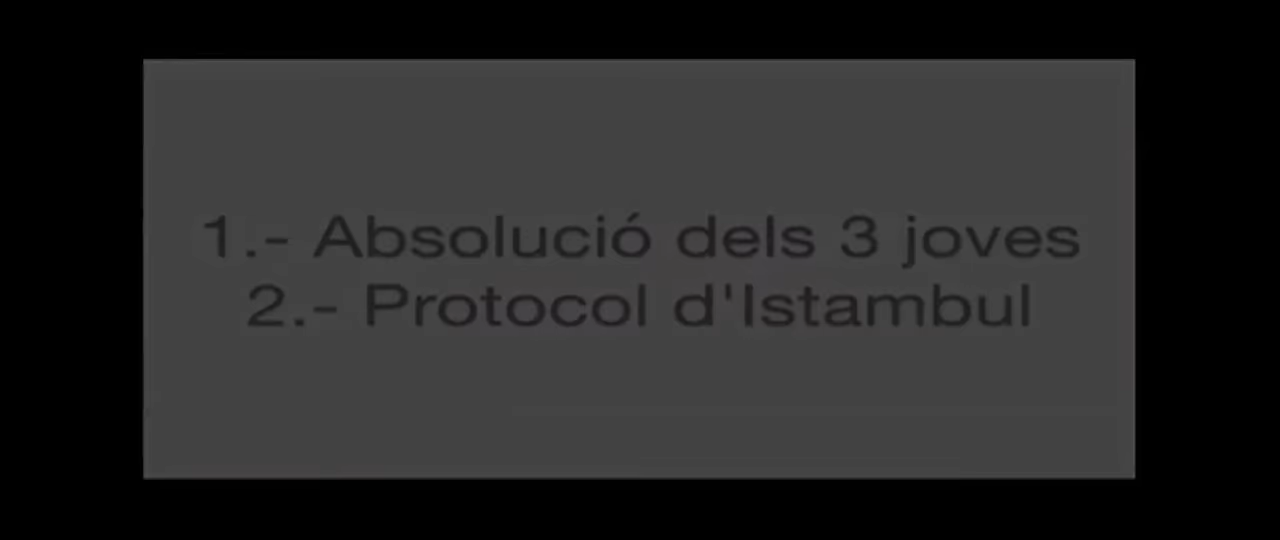 1.- Absolució dels 3 joves
2.- Protocol d'Istambul